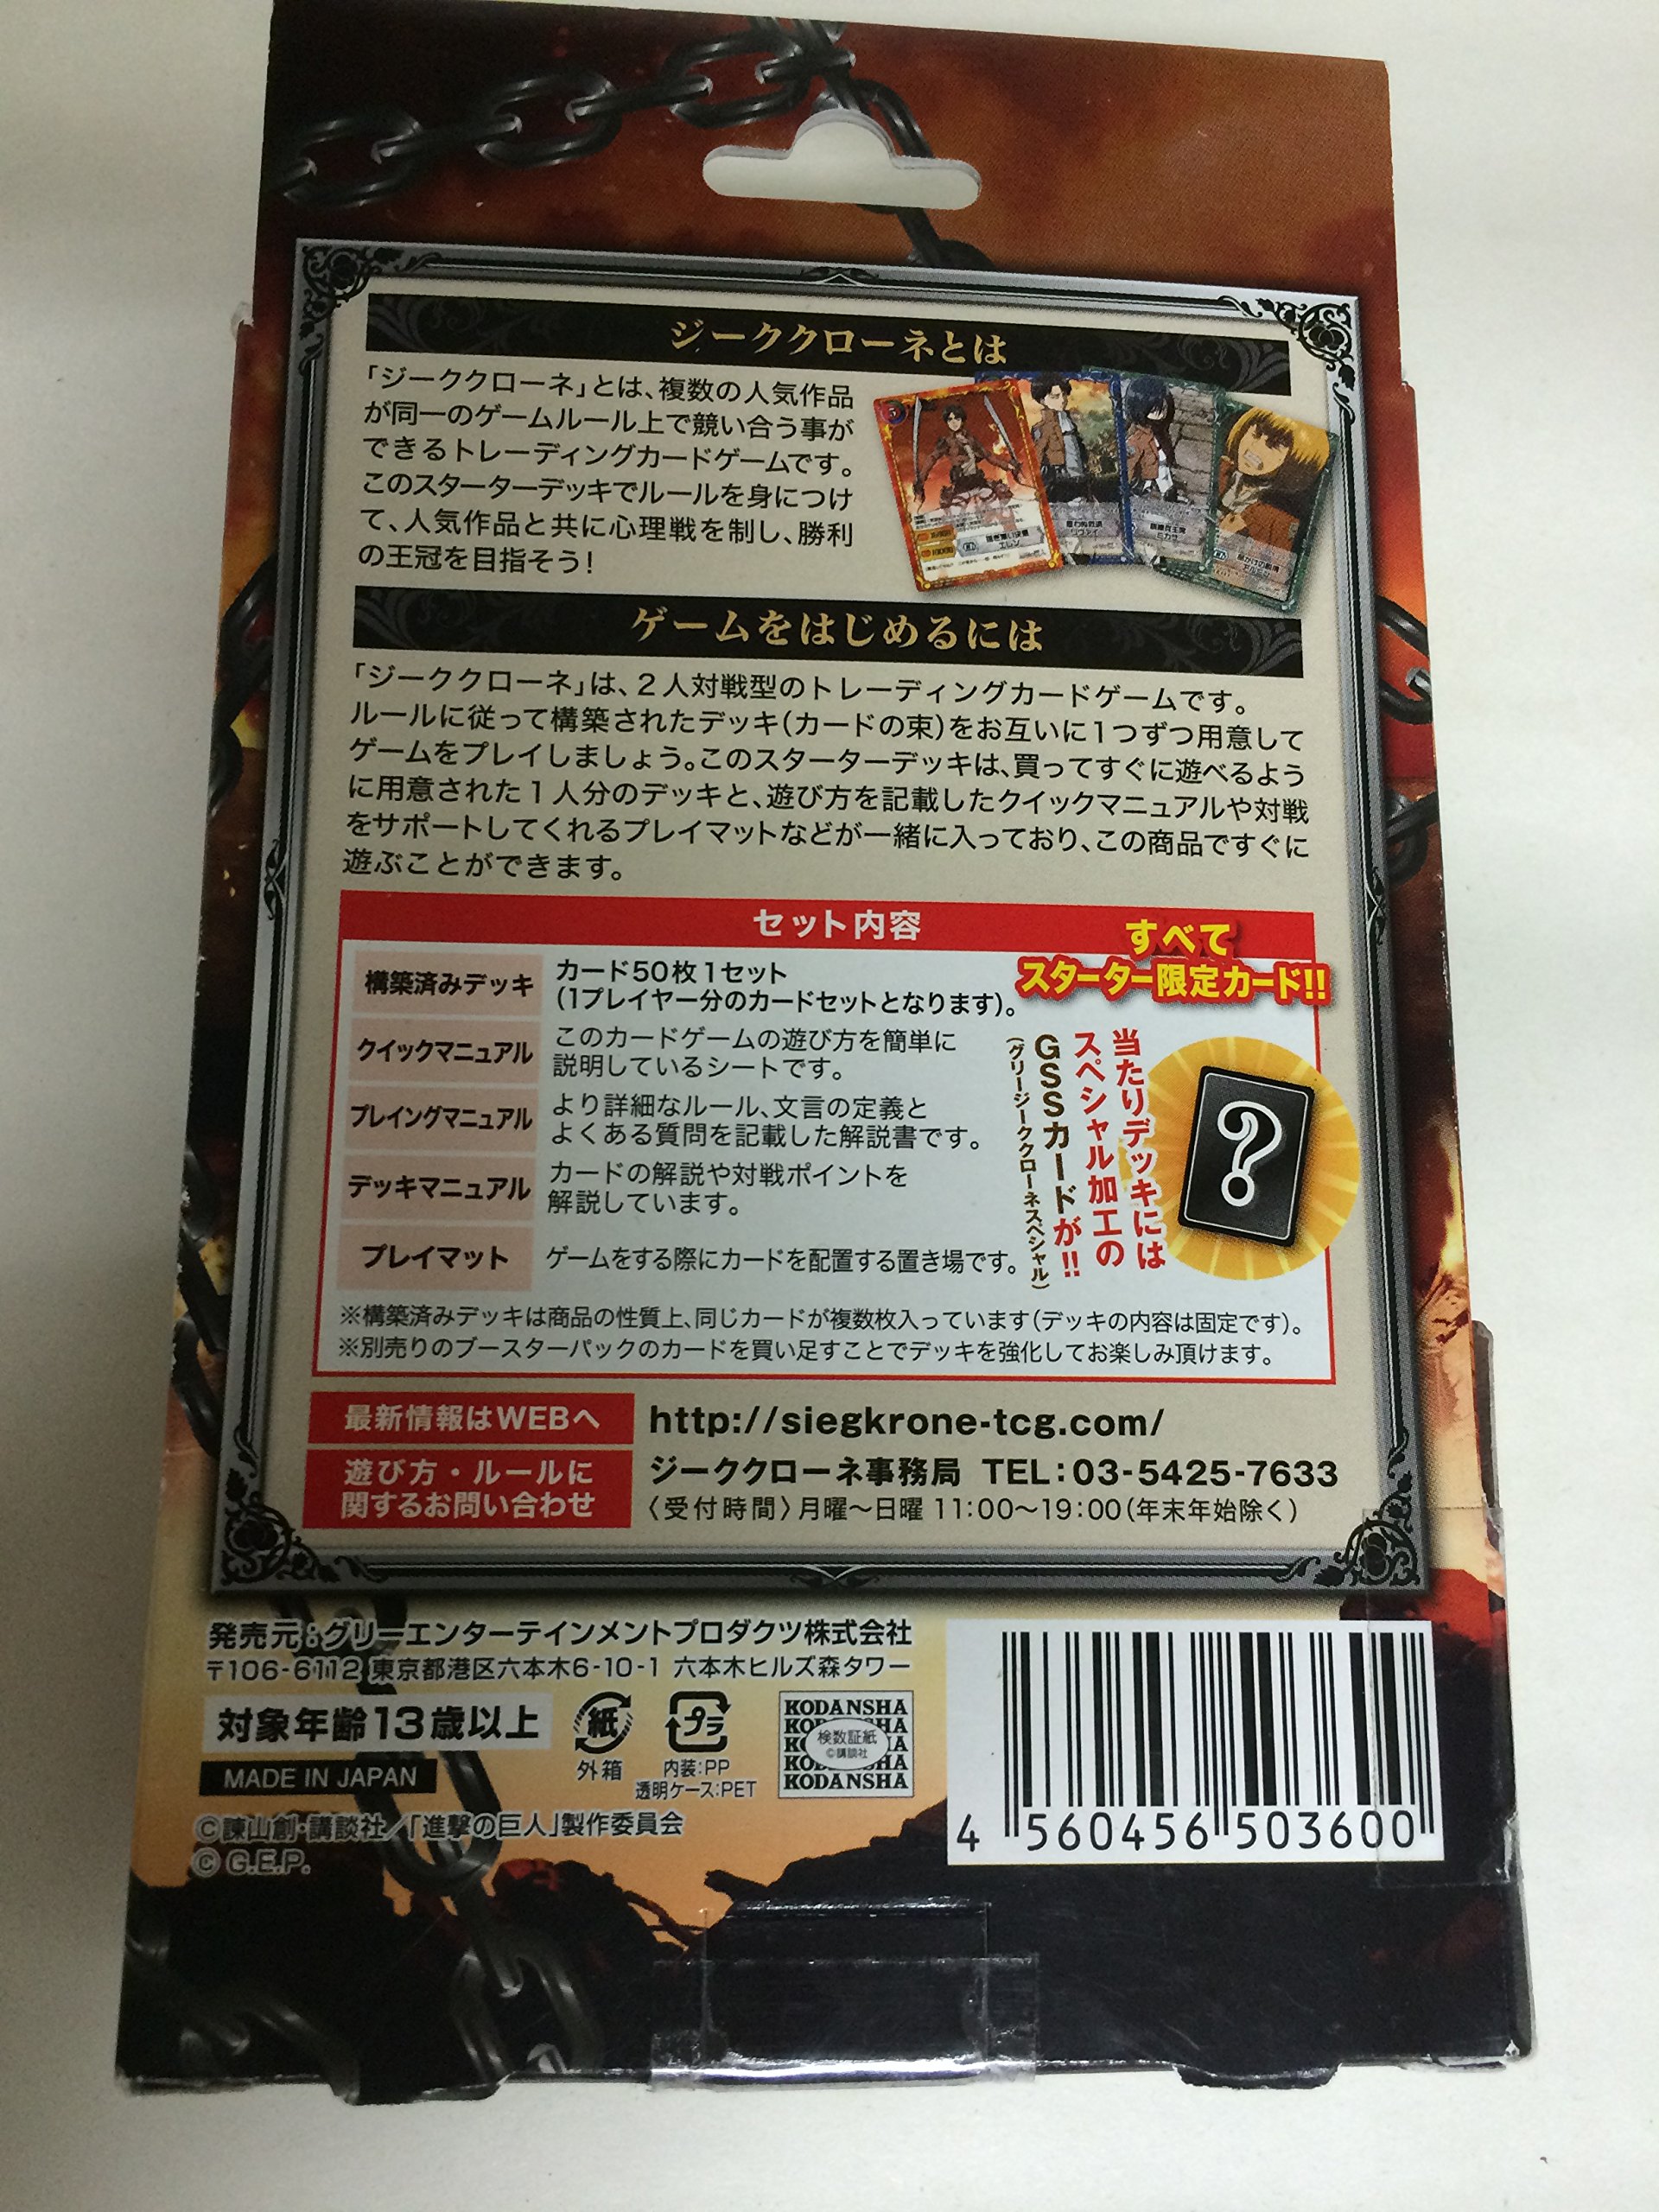 ジーククローネとは
「ジーククローネ」とは、複数の人気作品
が同一のゲームルール上で競い合う事が
できるトレーディングカードゲームです。
このスターターデッキでルールを身につけ
て、人気作品と共に心理戦を制し、勝利
の王冠を目指そう！
ゲームをはじめるには
「ジーククローネ」は、2人対戦型のトレーディングカードゲームです。
ルールに従って構築されたデッキ(カードの束)をお互いに1つずつ用意して
ゲームをプレイしましょう。このスターターデッキは、買ってすぐに遊べるよう
に用意された1人分のデッキと、遊び方を記載したクイックマニュアルや対戦
をサポートしてくれるプレイマットなどが一緒に入っており、この商品ですぐに
遊ぶことができます。
セット内容
すべて
スターター限定カード!!
構築済みデッキ
カード50枚1セット
(1プレイヤー分のカードセットとなります)。
クイックマニュアル
このカードゲームの遊び方を簡単に
説明しているシートです。
プレイングマニュアル
より詳細なルール、文言の定義と
よくある質問を記載した解説書です。
デッキマニュアル
カードの解説や対戦ポイントを
解説しています。
プレイマット
ゲームをする際にカードを配置する置き場です。
当たりデッキには
スペシャル加工の
GSSカードが!!
(グリージーククローネスペシャル)
?
※構築済みデッキは商品の性質上、同じカードが複数枚入っています(デッキの内容は固定です)。
※別売りのブースターパックのカードを買い足すことでデッキを強化してお楽しみ頂けます。
最新情報はWEBへ
http://siegkrone-tcg.com/
遊び方・ルールに
関するお問い合わせ
ジーククローネ事務局 TEL:03-5425-7633
〈受付時間〉月曜〜日曜 11:00〜19:00(年末年始除く)
発売元:グリーエンターテインメントプロダクツ株式会社
〒106-6112 東京都港区六本木6-10-1 六本木ヒルズ森タワー
対象年齢13歳以上
MADE IN JAPAN
紙
外箱
プラ
内装:PP
透明ケース:PET
KODANSHA
検数証紙
©講談社
KODANSHA
©諫山創・講談社／「進撃の巨人」製作委員会
© G.E.P.
4 560456 503600